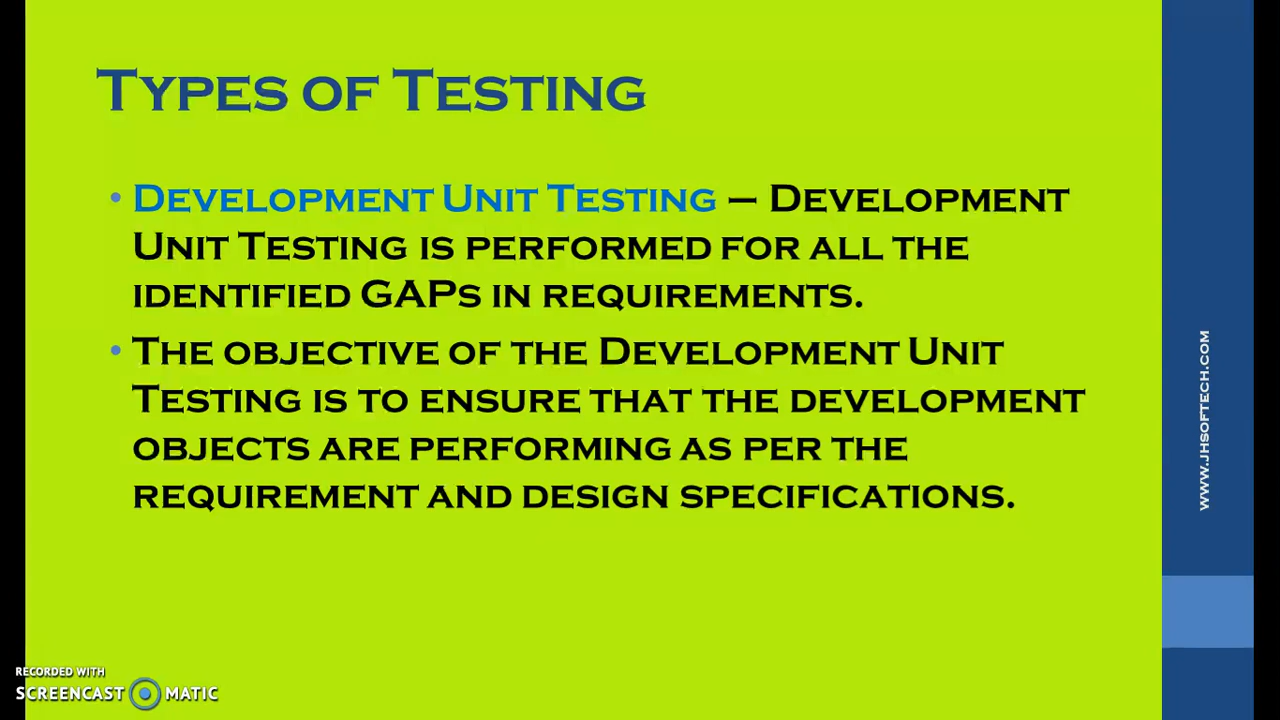 Types of Testing
• Development Unit Testing – Development
Unit Testing is performed for all the
identified GAPs in requirements.
• The objective of the Development Unit
Testing is to ensure that the development
objects are performing as per the
requirement and design specifications.
www.jhsoftech.com
RECORDED WITH
SCREENCAST MATIC